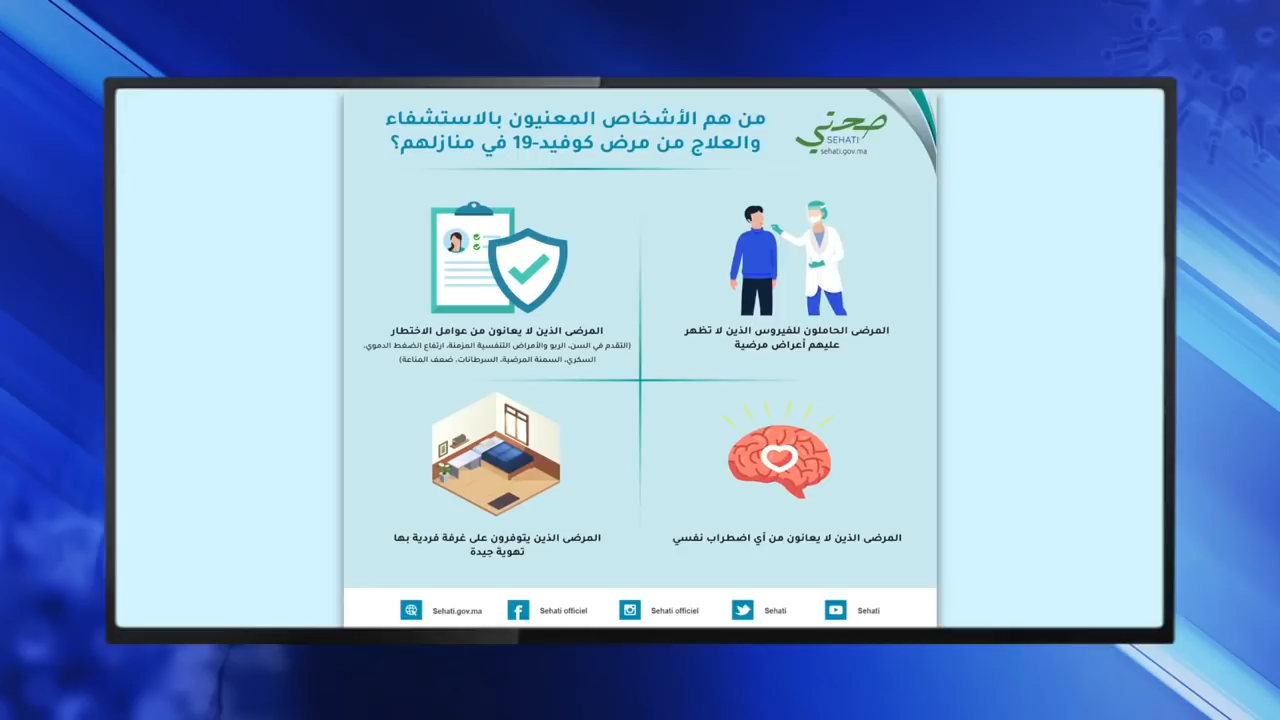 من هم الأشخاص المعنيون بالاستشفاء
والعلاج من مرض كوفيد-19 في منازلهم؟
صحتي
SEHATI
sehati.gov.ma
المرضى الحاملون للفيروس الذين لا تظهر
عليهم أعراض مرضية
المرضى الذين لا يعانون من عوامل الاختطار
(التقدم في السن، الربو والأمراض التنفسية المزمنة، ارتفاع الضغط الدموي،
السكري، السمنة المرضية، السرطانات، ضعف المناعة)
المرضى الذين لا يعانون من أي اضطراب نفسي
المرضى الذين يتوفرون على غرفة فردية بها
تهوية جيدة
Sehati.gov.ma
Sehati officiel
Sehati officiel
Sehati
Sehati